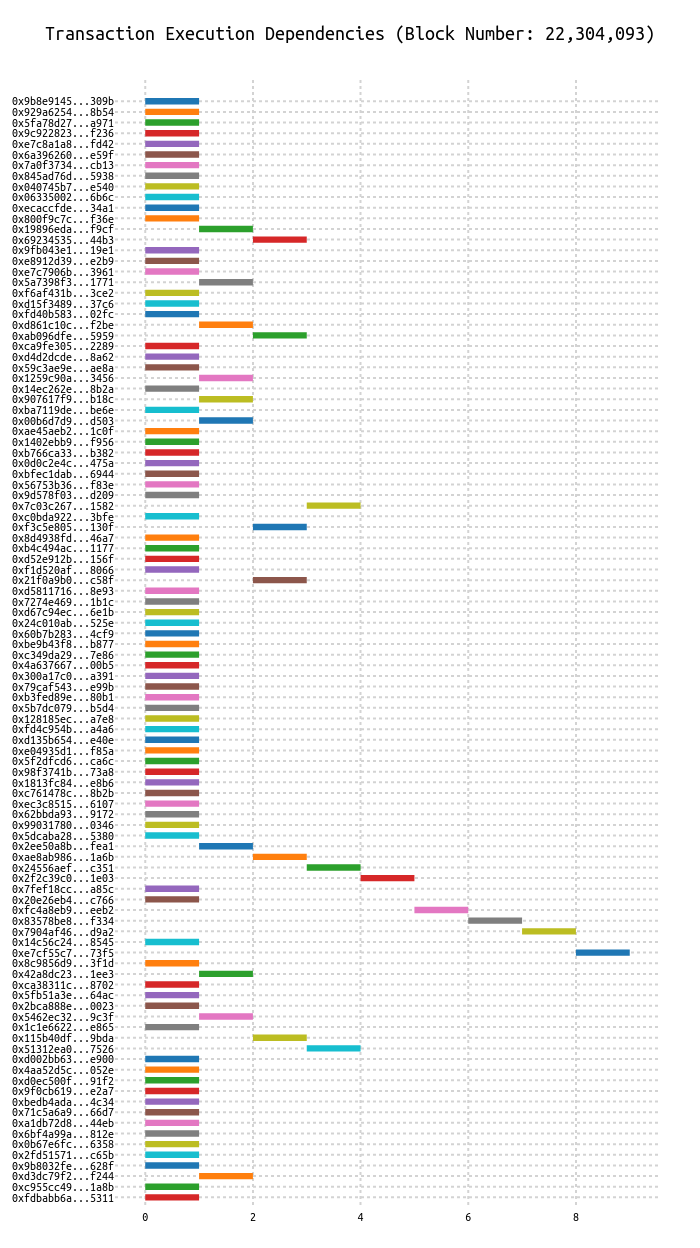 Transaction Execution Dependencies (Block Number: 22,304,093)
0x9b8e9145...309b
0x929a6254...8b54
0x5fa78d27...a971
0x9c922823...f236
0xe7c8a1a8...fd42
0x6a396260...e59f
0x7a0f3734...cb13
0x845ad76d...5938
0x040745b7...e540
0x06335002...6b6c
0xecaccfde...34a1
0x800f9c7c...f36e
0x19896eda...f9cf
0x69234535...44b3
0x9fb043e1...19e1
0xe8912d39...e2b9
0xe7c7906b...3961
0x5a7398f3...1771
0xf6af431b...3ce2
0xd15f3489...37c6
0xfd40b583...02fc
0xd861c10c...f2be
0xab096dfe...5959
0xca9fe305...2289
0xd4d2dcde...8a62
0x59c3ae9e...ae8a
0x1259c90a...3456
0x14ec262e...8b2a
0x907617f9...b18c
0xba7119de...be6e
0x00b6d7d9...d503
0xae45aeb2...1c0f
0x1402ebb9...f956
0xb766ca33...b382
0x0d0c2e4c...475a
0xbfec1dab...6944
0x56753b36...f83e
0x9d578f03...d209
0x7c03c267...1582
0xc0bda922...3bfe
0xf3c5e805...130f
0x8d4938fd...46a7
0xb4c494ac...1177
0xd52e912b...156f
0xf1d520af...8066
0x21f0a9b0...c58f
0xd5811716...8e93
0x7274e469...1b1c
0xd67c94ec...6e1b
0x24c010ab...525e
0x60b7b283...4cf9
0xbe9b43f8...b877
0xc349da29...7e86
0x4a637667...00b5
0x300a17c0...a391
0x79caf543...e99b
0xb3fed89e...80b1
0x5b7dc079...b5d4
0x128185ec...a7e8
0xfd4c954b...a4a6
0xd135b654...e40e
0xe04935d1...f85a
0x5f2dfcd6...ca6c
0x98f3741b...73a8
0x1813fc84...e8b6
0xc761478c...8b2b
0xec3c8515...6107
0x62bbda93...9172
0x99031780...0346
0x5dcaba28...5380
0x2ee50a8b...fea1
0xae8ab986...1a6b
0x24556aef...c351
0x2f2c39c0...1e03
0x7fef18cc...a85c
0x20e26eb4...c766
0xfc4a8eb9...eeb2
0x83578be8...f334
0x7904af46...d9a2
0x14c56c24...8545
0xe7cf55c7...73f5
0x8c9856d9...3f1d
0x42a8dc23...1ee3
0xca38311c...8702
0x5fb51a3e...64ac
0x2bca888e...0023
0x5462ec32...9c3f
0x1c1e6622...e865
0x115b40df...9bda
0x51312ea0...7526
0xd002bb63...e900
0x4aa52d5c...052e
0xd0ec500f...91f2
0x9f0cb619...e2a7
0xbedb4ada...4c34
0x71c5a6a9...66d7
0xa1db72d8...44eb
0x6bf4a99a...812e
0x0b67e6fc...6358
0x2fd51571...c65b
0x9b8032fe...628f
0xd3dc79f2...f244
0xc955cc49...1a8b
0xfdbabb6a...5311
0 2 4 6 8